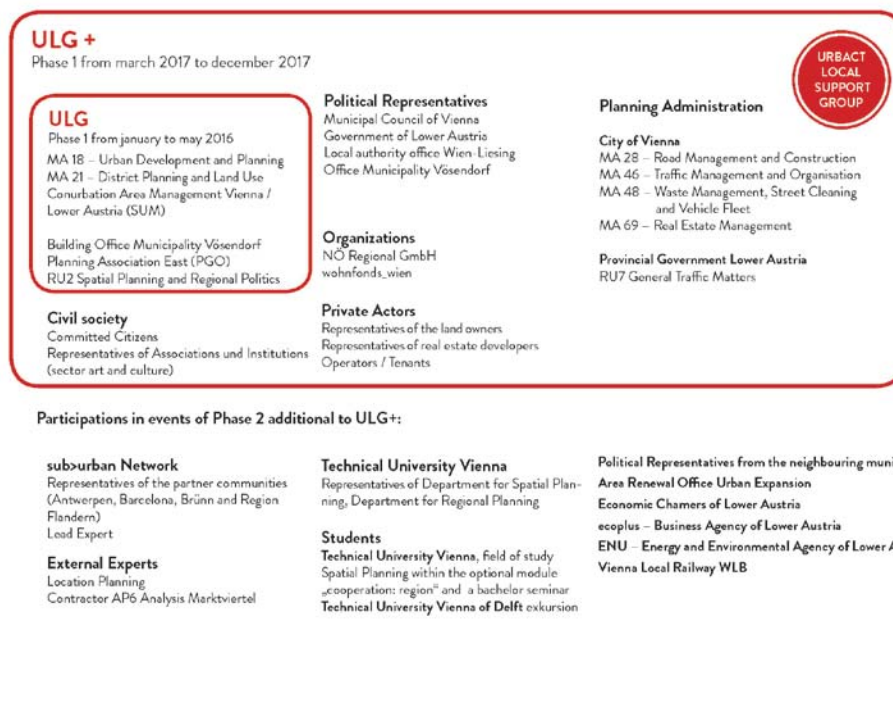 ULG +
Phase 1 from march 2017 to december 2017
URBACT
LOCAL
SUPPORT
GROUP
ULG
Phase 1 from january to may 2016
MA 18 – Urban Development and Planning
MA 21 – District Planning and Land Use
Conurbation Area Management Vienna /
Lower Austria (SUM)
Building Office Municipality Vösendorf
Planning Association East (PGO)
RU2 Spatial Planning and Regional Politics
Civil society
Committed Citizens
Representatives of Associations und Institutions
(sector art and culture)
Political Representatives
Municipal Council of Vienna
Government of Lower Austria
Local authority office Wien-Liesing
Office Municipality Vösendorf
Organizations
NÖ Regional GmbH
wohnfonds_wien
Private Actors
Representatives of the land owners
Representatives of real estate developers
Operators / Tenants
Planning Administration
City of Vienna
MA 28 – Road Management and Construction
MA 46 – Traffic Management and Organisation
MA 48 – Waste Management, Street Cleaning
and Vehicle Fleet
MA 69 – Real Estate Management
Provincial Government Lower Austria
RU7 General Traffic Matters
Participations in events of Phase 2 additional to ULG+:
sub>urban Network
Representatives of the partner communities
(Antwerpen, Barcelona, Brünn and Region
Flandern)
Lead Expert
External Experts
Location Planning
Contractor AP6 Analysis Marktviertel
Technical University Vienna
Representatives of Department for Spatial Plan-
ning, Department for Regional Planning
Students
Technical University Vienna, field of study
Spatial Planning within the optional module
„cooperation: region“ and a bachelor seminar
Technical University Vienna of Delft exkursion
Political Representatives from the neighbouring muni
Area Renewal Office Urban Expansion
Economic Chamers of Lower Austria
ecoplus – Business Agency of Lower Austria
ENU – Energy and Environmental Agency of Lower A
Vienna Local Railway WLB